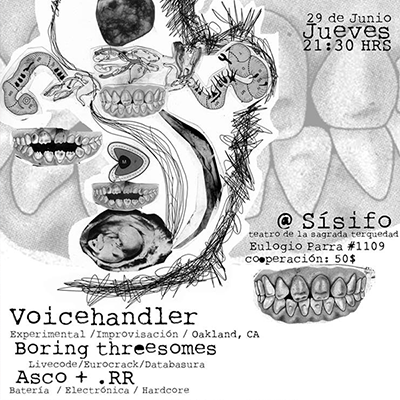 29 de Junio
Jueves
21:30 HRS
@ Sísifo
teatro de la sagrada terquedad
Eulogio Parra #1109
cooperación: 50$
Voicehandler
Experimental /Improvisación / Oakland, CA
Boring threesomes
Livecode/Eurocrack/Databasura
Asco + .RR
Batería / Electrónica / Hardcore